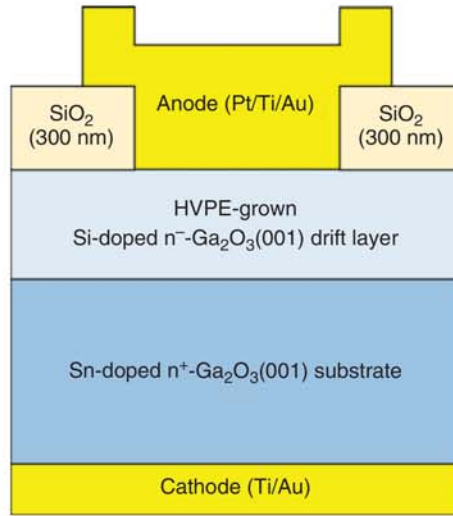 SiO₂
(300 nm)
Anode (Pt/Ti/Au)
SiO₂
(300 nm)
HVPE-grown
Si-doped n⁻-Ga₂O₃(001) drift layer
Sn-doped n⁺-Ga₂O₃(001) substrate
Cathode (Ti/Au)